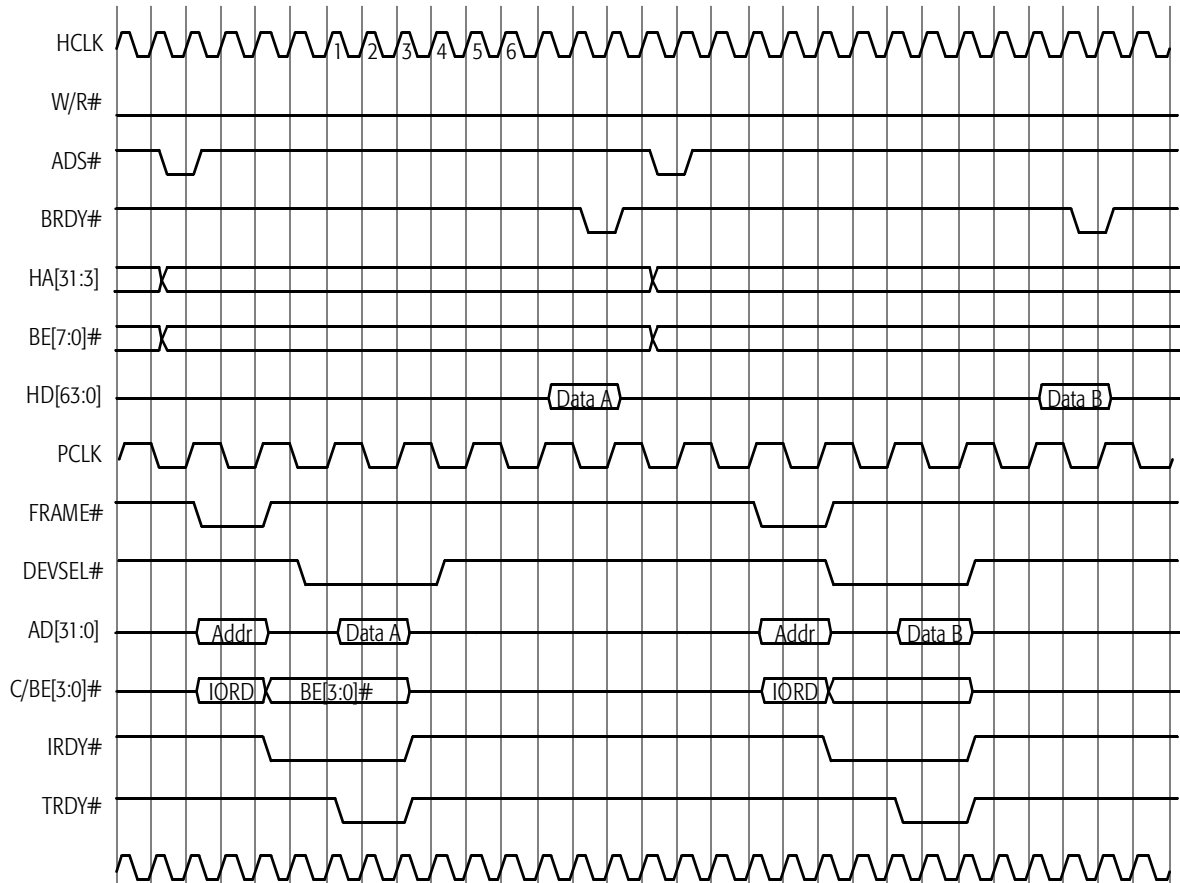 HCLK 1 2 3 4 5 6
W/R#
ADS#
BRDY#
HA[31:3]
BE[7:0]#
HD[63:0] Data A Data B
PCLK
FRAME#
DEVSEL#
AD[31:0] Addr Data A Addr Data B
C/BE[3:0]# IORD BE[3:0]# IORD
IRDY#
TRDY#